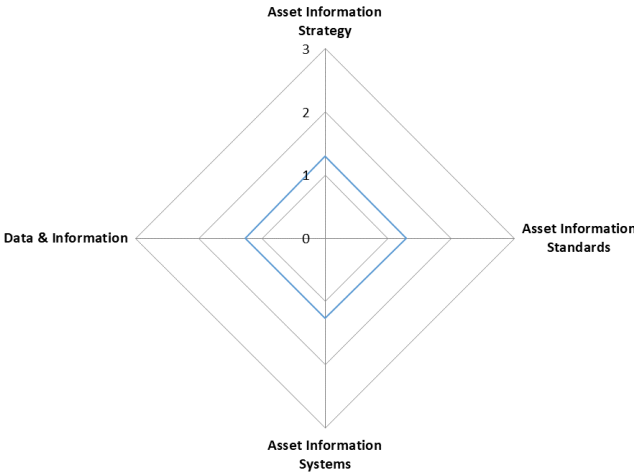 Asset Information
Strategy
3
2
1
0
Data & Information
Asset Information
Standards
Asset Information
Systems